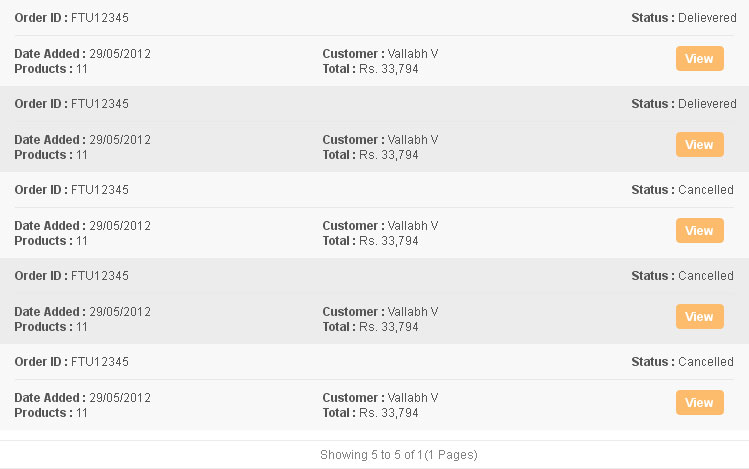 Order ID : FTU12345 Status : Delievered
Date Added : 29/05/2012 Customer : Vallabh V View
Products : 11 Total : Rs. 33,794
Order ID : FTU12345 Status : Delievered
Date Added : 29/05/2012 Customer : Vallabh V View
Products : 11 Total : Rs. 33,794
Order ID : FTU12345 Status : Cancelled
Date Added : 29/05/2012 Customer : Vallabh V View
Products : 11 Total : Rs. 33,794
Order ID : FTU12345 Status : Cancelled
Date Added : 29/05/2012 Customer : Vallabh V View
Products : 11 Total : Rs. 33,794
Order ID : FTU12345 Status : Cancelled
Date Added : 29/05/2012 Customer : Vallabh V View
Products : 11 Total : Rs. 33,794
Showing 5 to 5 of 1(1 Pages)